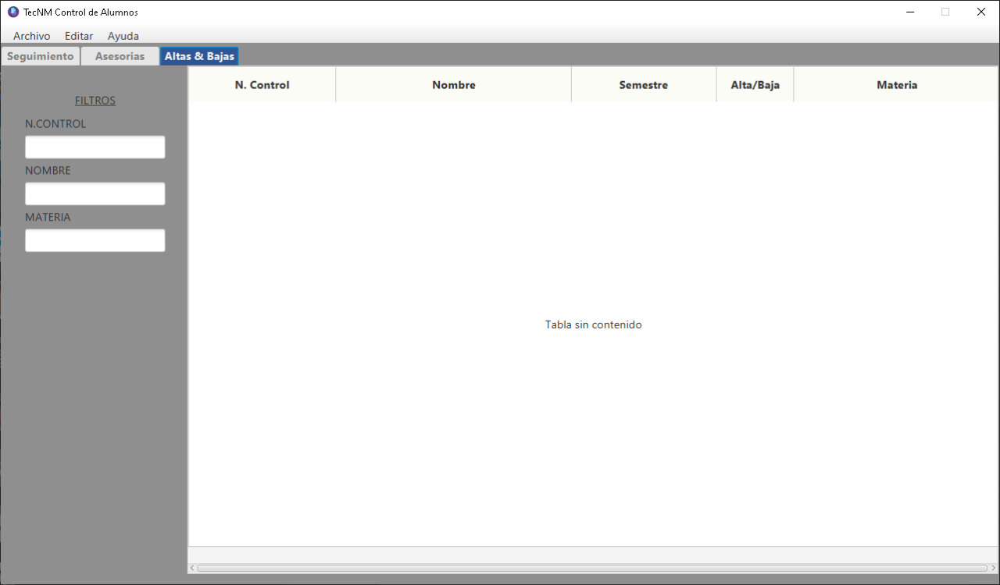 TecNM Control de Alumnos
Archivo Editar Ayuda
Seguimiento Asesorias Altas & Bajas
N. Control Nombre Semestre Alta/Baja Materia
FILTROS
N.CONTROL
NOMBRE
MATERIA
Tabla sin contenido